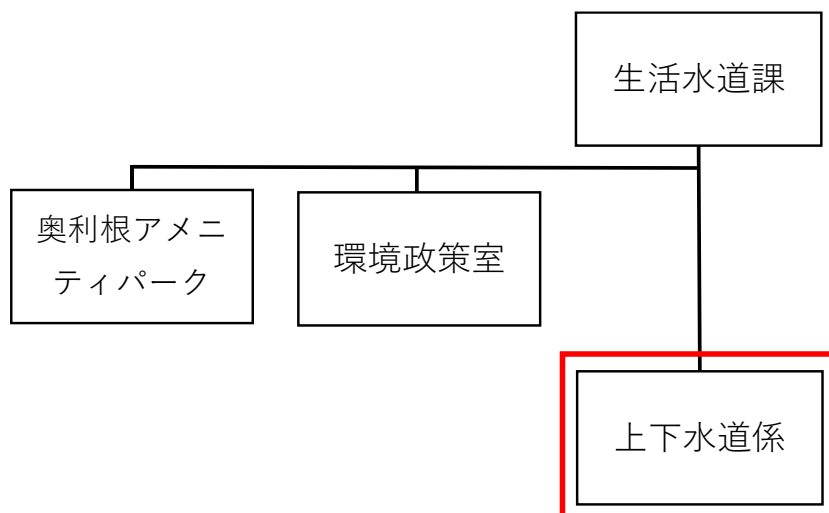 生活水道課
奥利根アメニ
ティパーク
環境政策室
上下水道係